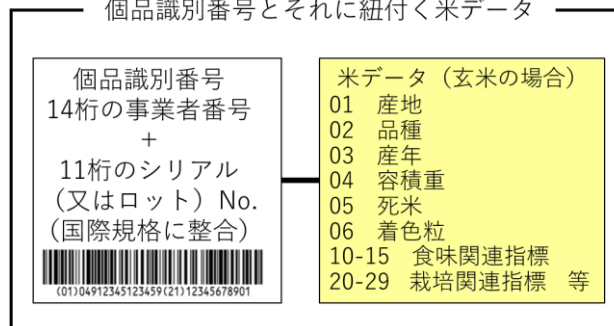 個品識別番号とそれに紐付く米データ
個品識別番号
14桁の事業者番号
+
11桁のシリアル
(又はロット)No.
(国際規格に整合)
(01)04912345123459(21)12345678901
米データ(玄米の場合)
01 産地
02 品種
03 産年
04 容積重
05 死米
06 着色粒
10-15 食味関連指標
20-29 栽培関連指標 等